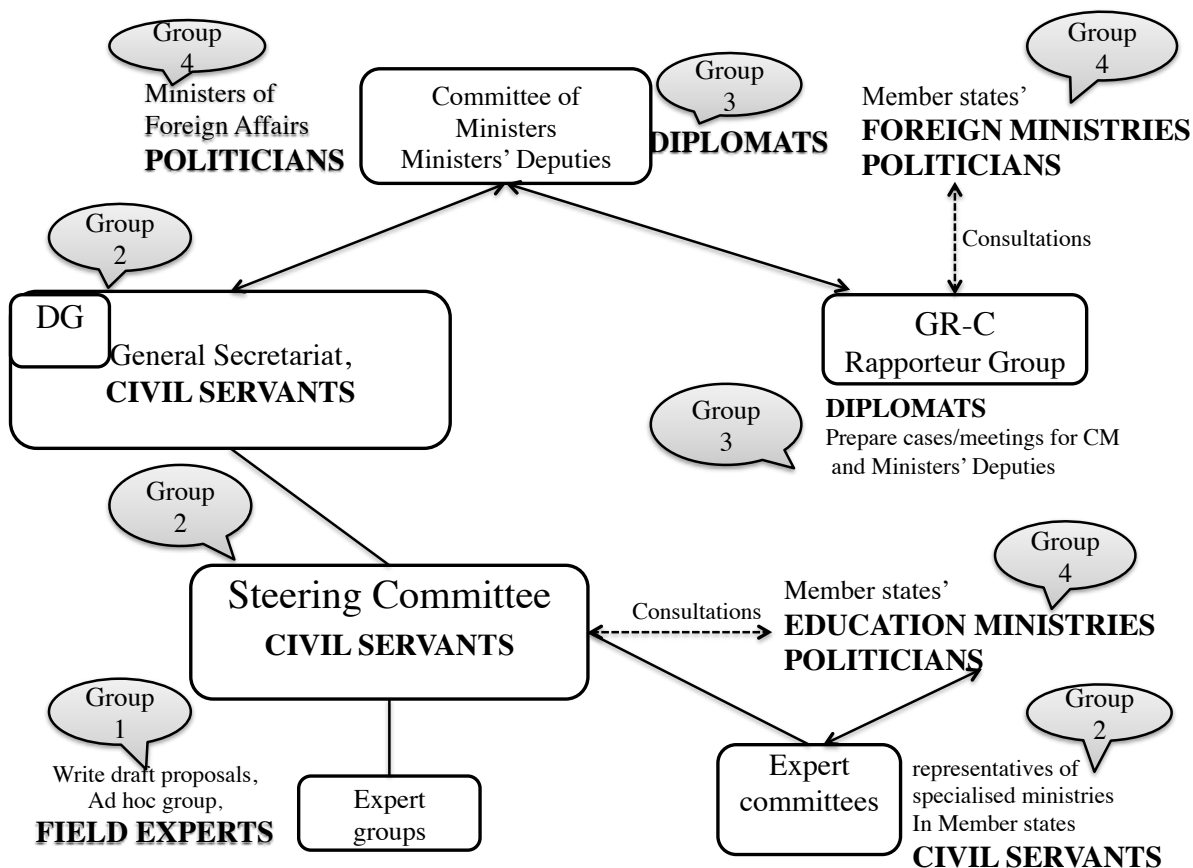 Group
4
Ministers of
Foreign Affairs
POLITICIANS
Committee of
Ministers
Ministers’ Deputies
Group
3
DIPLOMATS
Group
4
Member states’
FOREIGN MINISTRIES
POLITICIANS
Consultations
Group
2
DG
General Secretariat,
CIVIL SERVANTS
GR-C
Rapporteur Group
Group
3
DIPLOMATS
Prepare cases/meetings for CM
and Ministers’ Deputies
Group
2
Steering Committee
CIVIL SERVANTS
Consultations
Group
4
Member states’
EDUCATION MINISTRIES
POLITICIANS
Group
1
Write draft proposals,
Ad hoc group,
FIELD EXPERTS
Expert
groups
Expert
committees
Group
2
representatives of
specialised ministries
In Member states
CIVIL SERVANTS